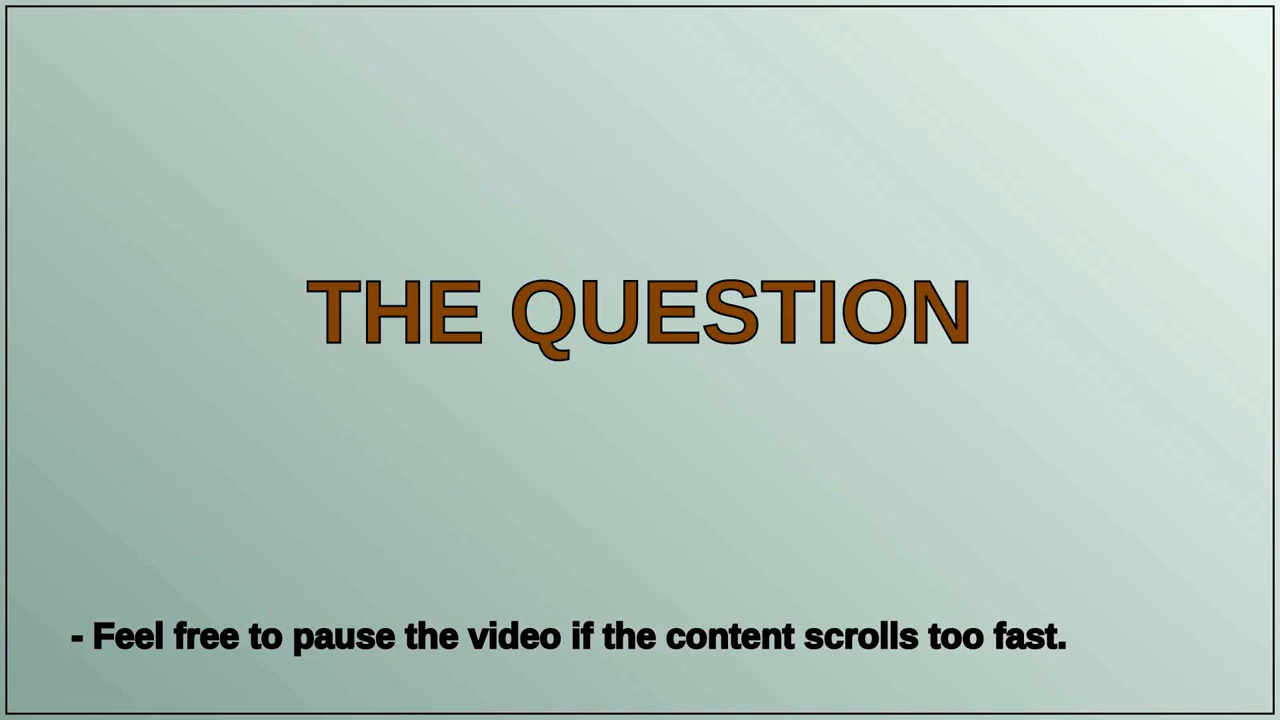 THE QUESTION
- Feel free to pause the video if the content scrolls too fast.